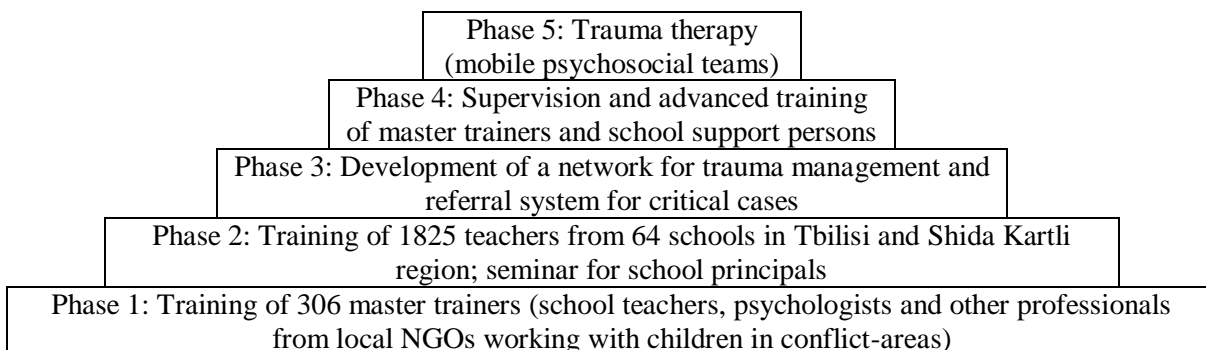 Phase 5: Trauma therapy
(mobile psychosocial teams)
Phase 4: Supervision and advanced training
of master trainers and school support persons
Phase 3: Development of a network for trauma management and
referral system for critical cases
Phase 2: Training of 1825 teachers from 64 schools in Tbilisi and Shida Kartli
region; seminar for school principals
Phase 1: Training of 306 master trainers (school teachers, psychologists and other professionals
from local NGOs working with children in conflict-areas)